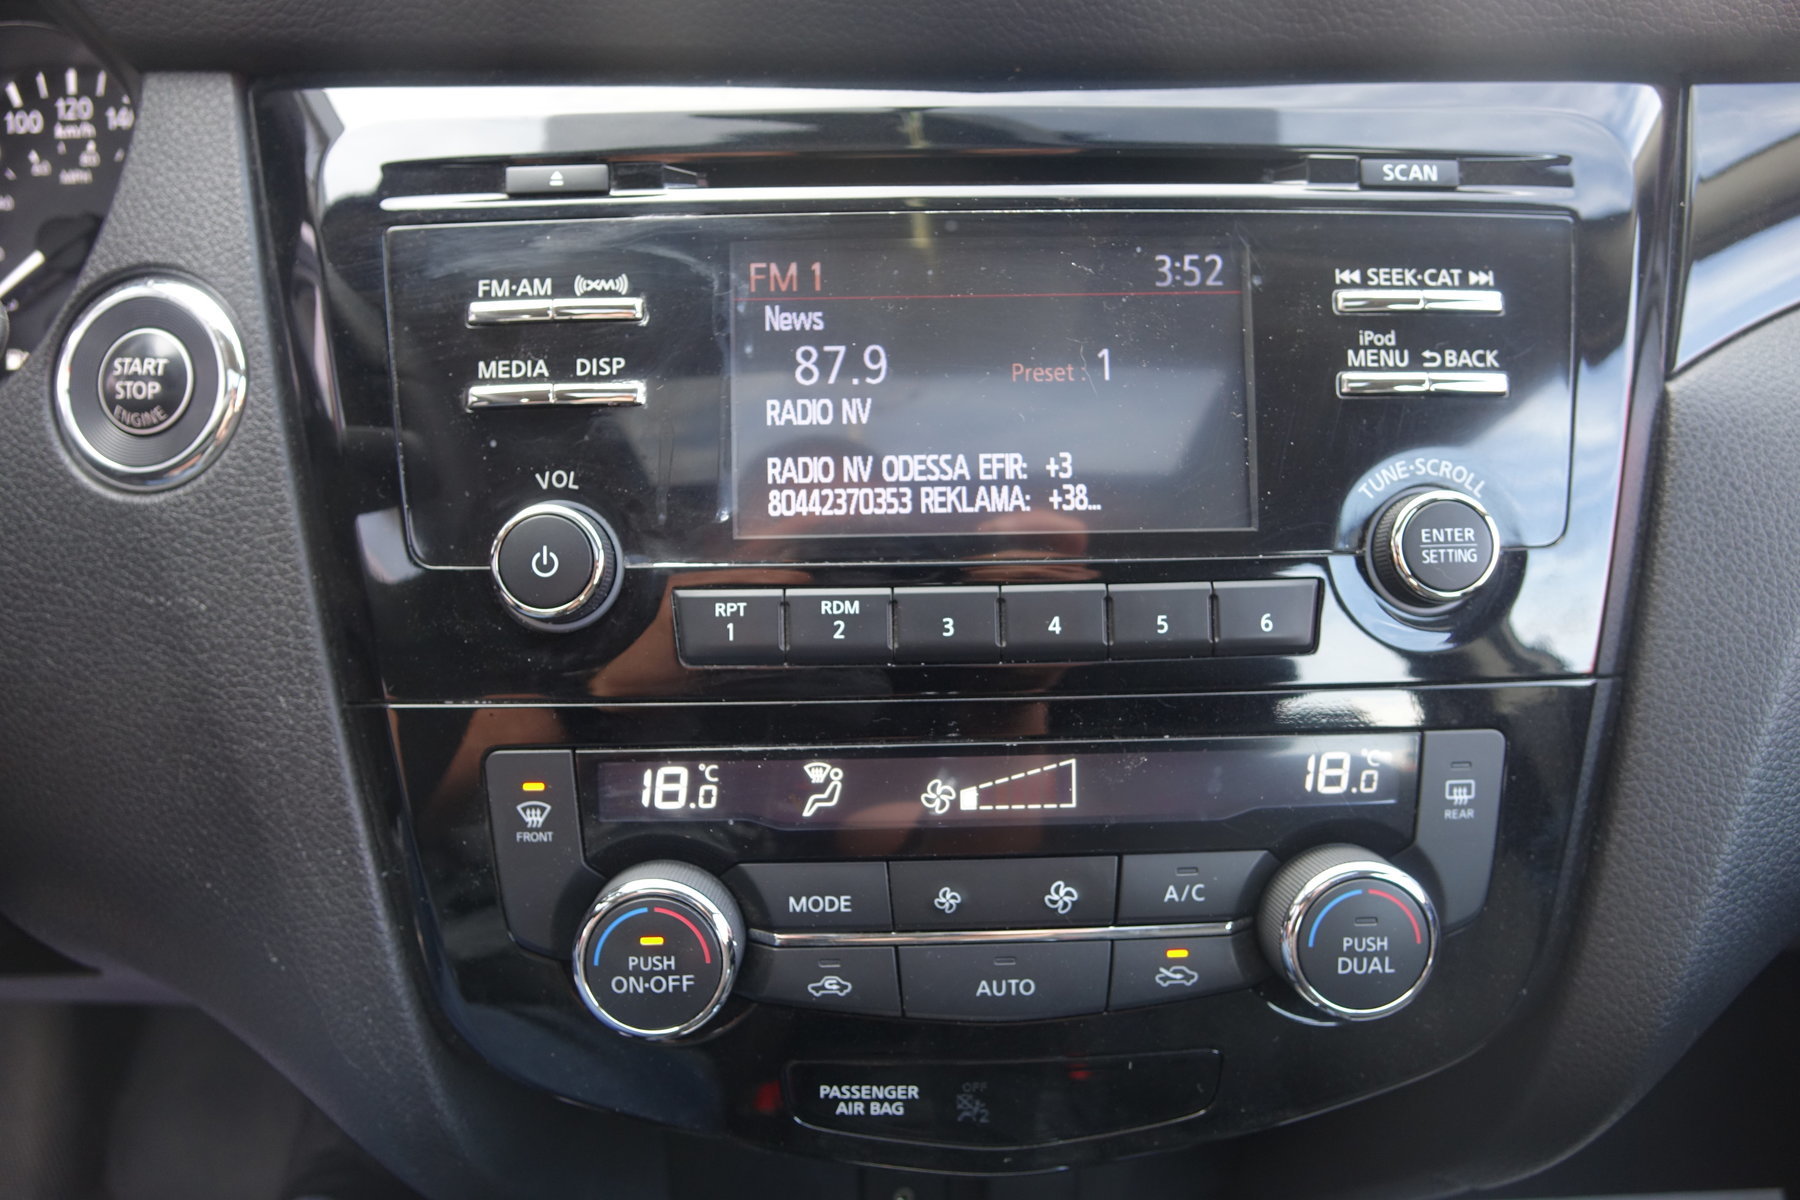 100 120 140
km/h
80
MPH
START
STOP
ENGINE
SCAN
FM·AM
((XM))
MEDIA DISP
VOL
FM 1 3:52
News
87.9 Preset: 1
RADIO NV
RADIO NV ODESSA EFIR: +3
80442370353 REKLAMA: +38...
SEEK·CAT
iPod
MENU BACK
TUNE·SCROLL
ENTER
SETTING
RPT RDM
1 2 3 4 5 6
18.0 °C 18.0 °C
FRONT
REAR
MODE A/C
PUSH
ON·OFF
AUTO
PUSH
DUAL
PASSENGER
AIR BAG
OFF